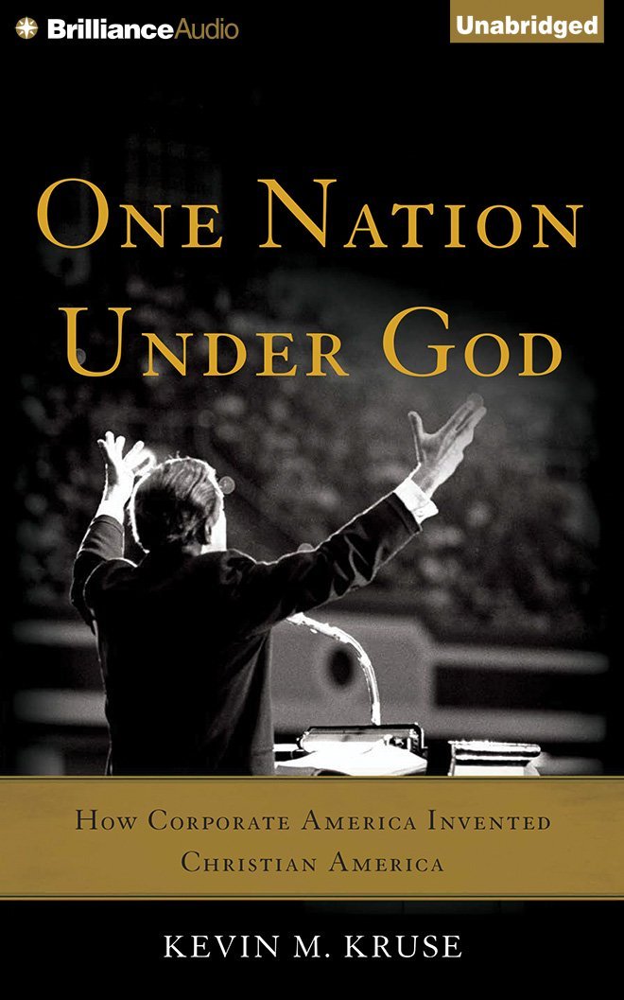 BrillianceAudio
Unabridged
ONE NATION
UNDER GOD
HOW CORPORATE AMERICA INVENTED
CHRISTIAN AMERICA
KEVIN M. KRUSE